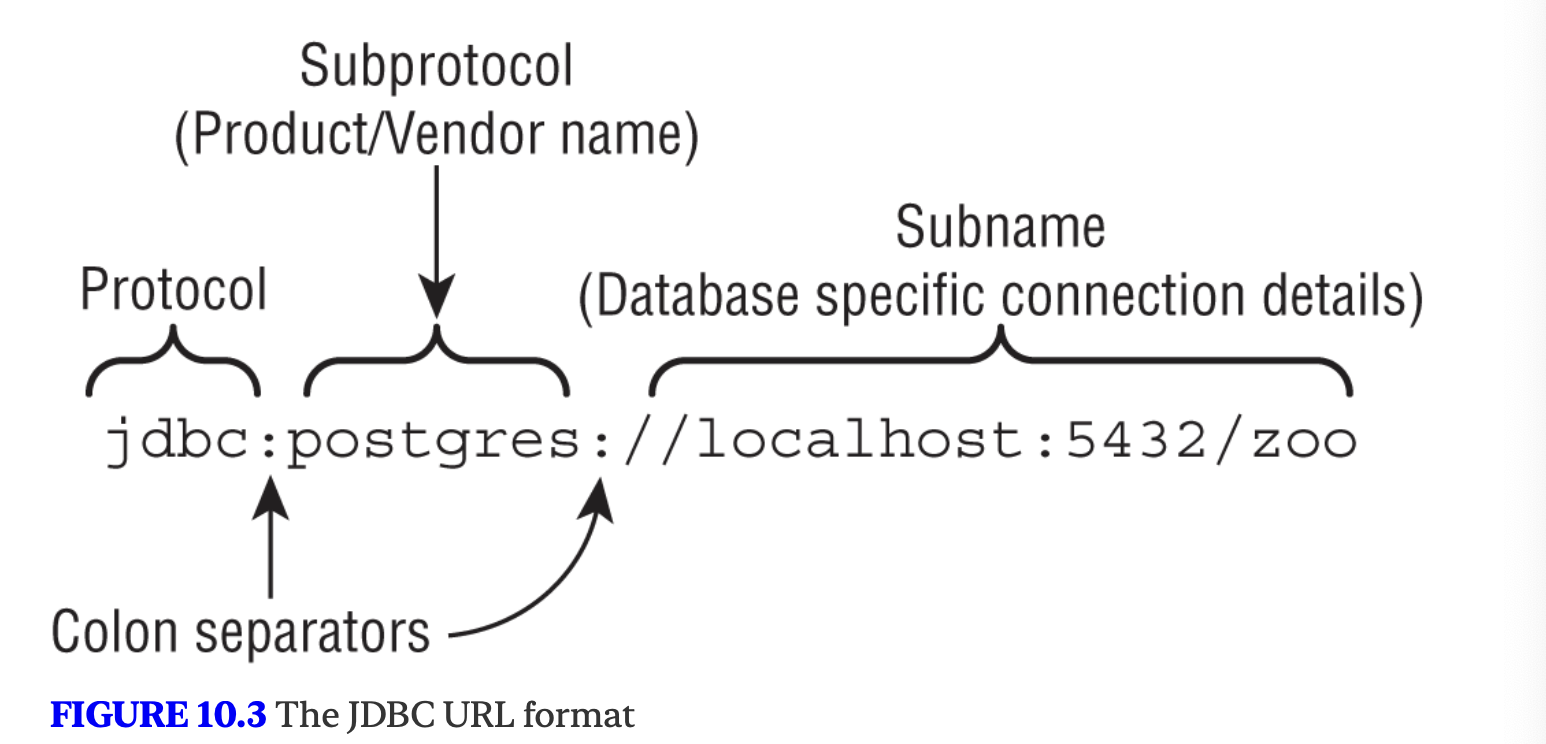 Subprotocol
(Product/Vendor name)
Subname
Protocol
(Database specific connection details)
jdbc:postgres://localhost:5432/zoo
Colon separators
FIGURE 10.3 The JDBC URL format